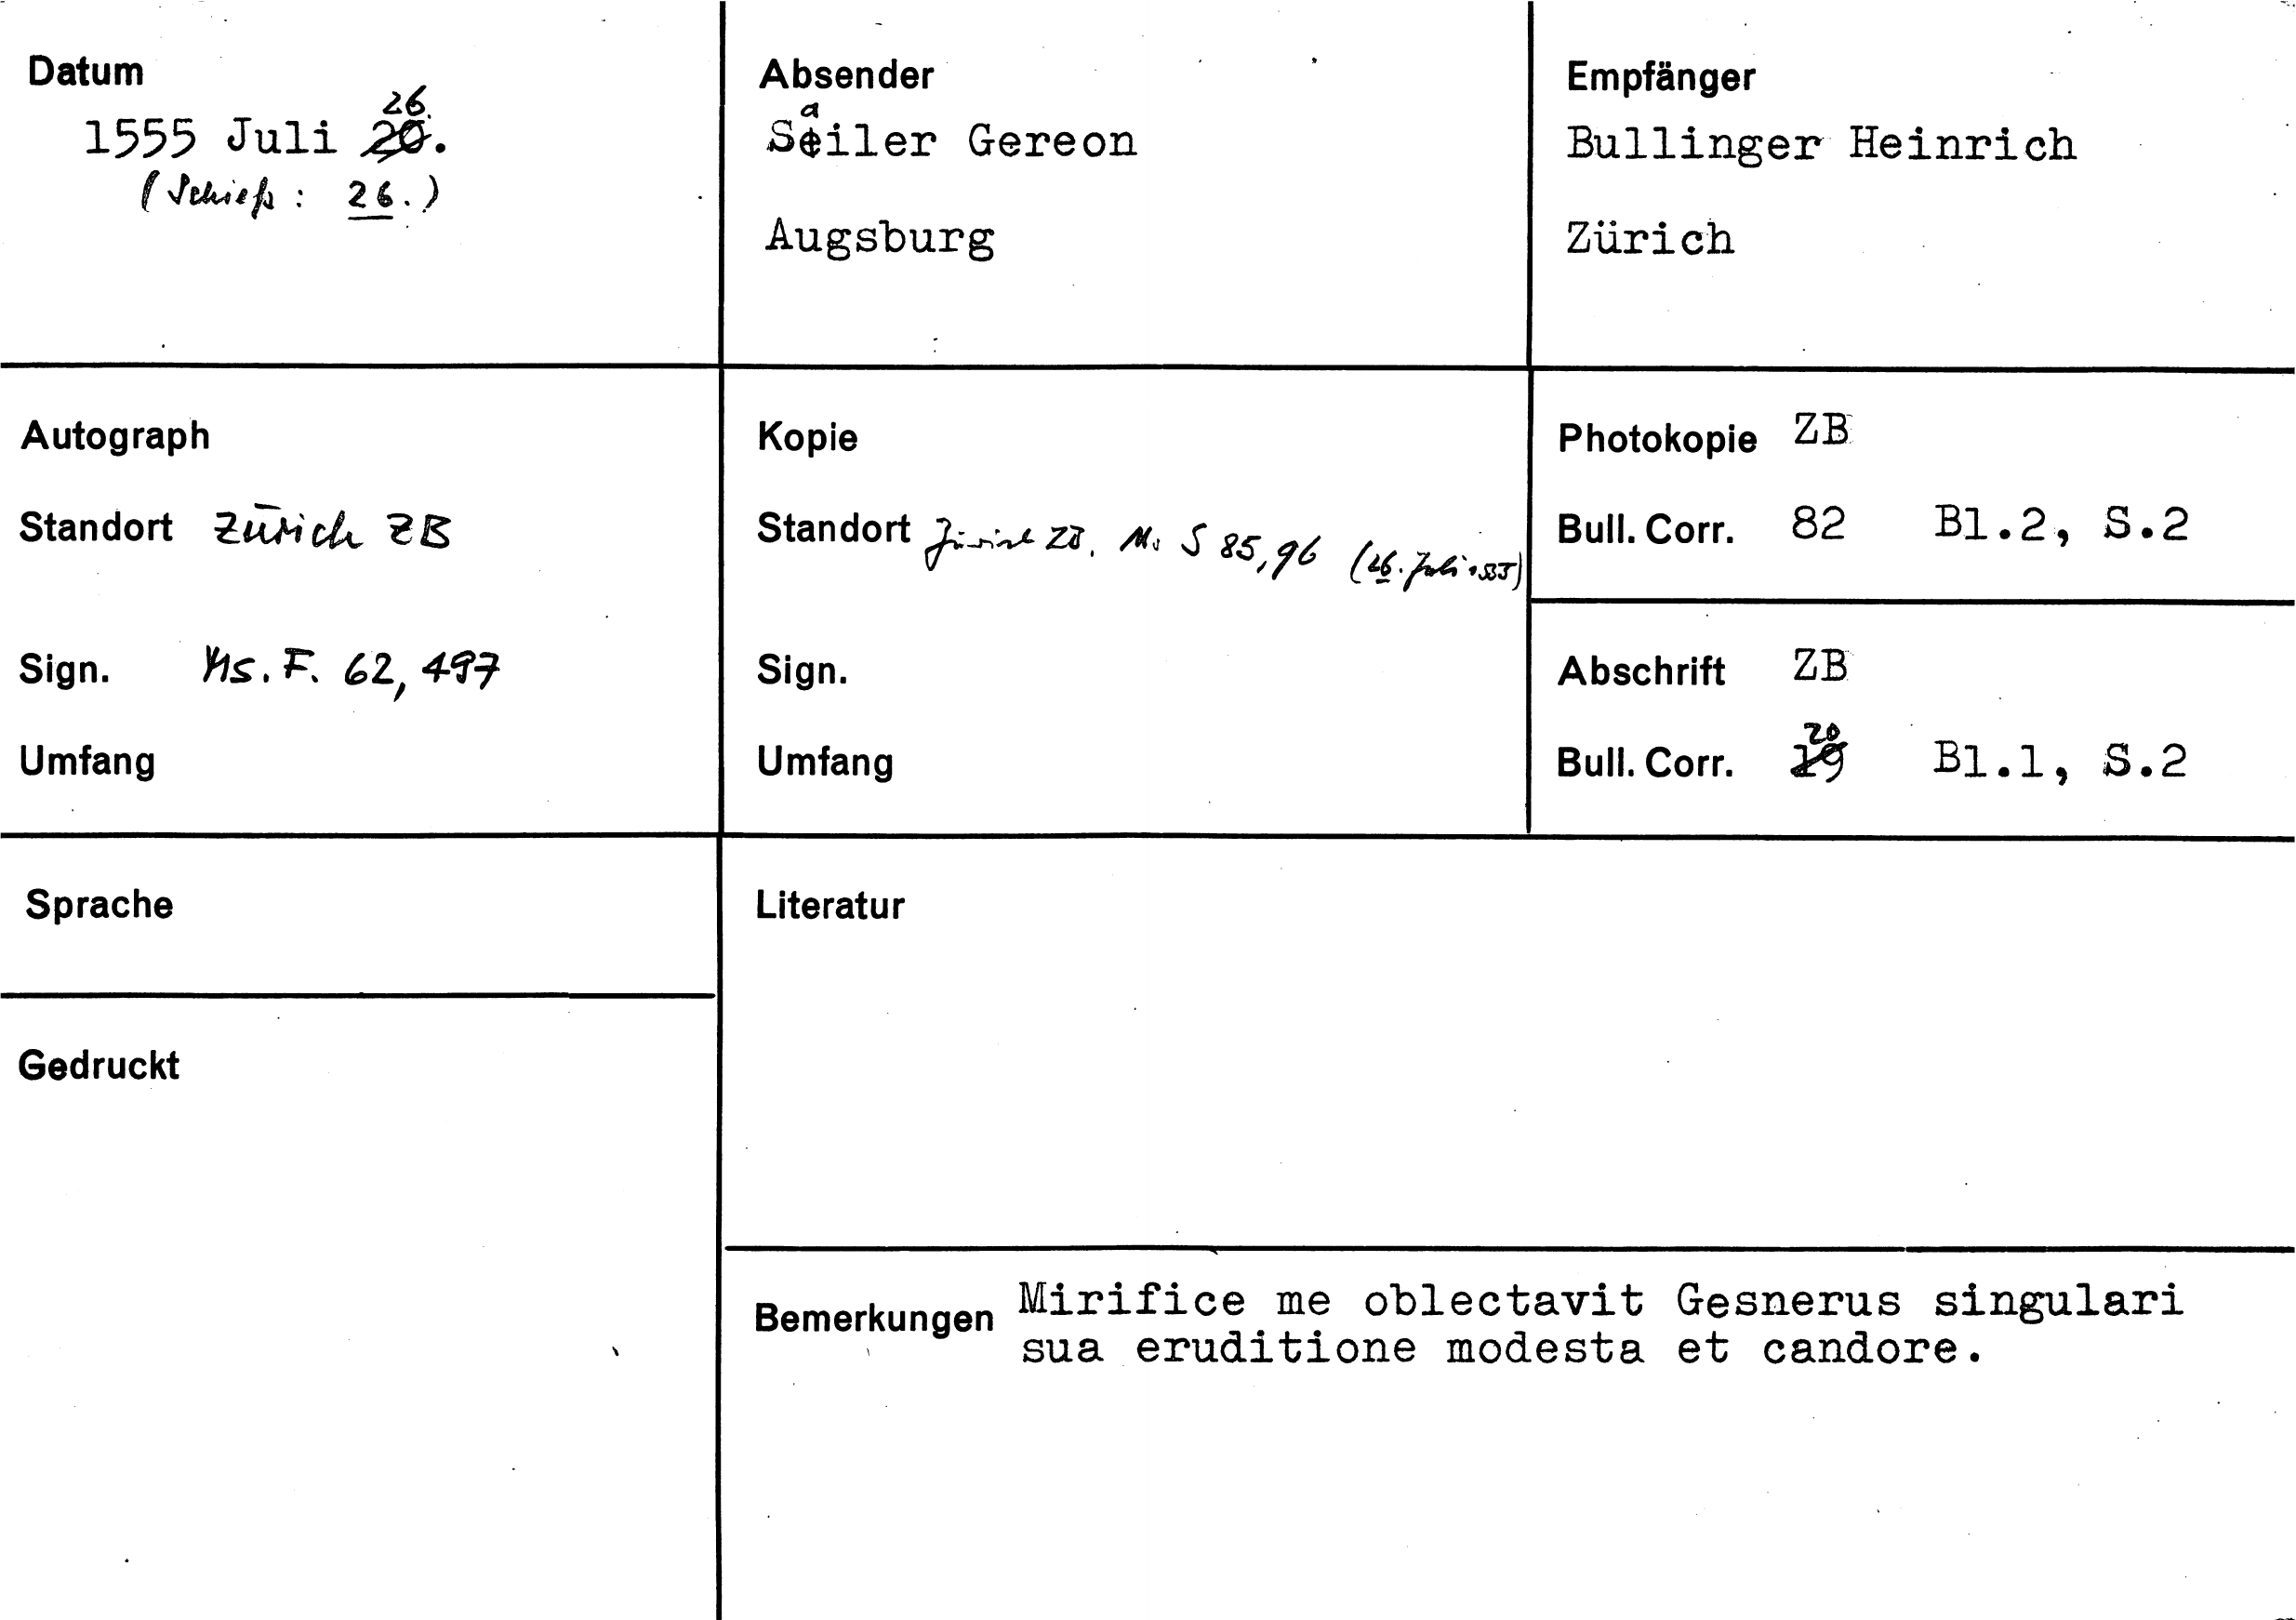 Datum
26.
1555 Juli 20.
(Schieß: 26.)
Absender
a
Seiler Gereon
Augsburg
Empfänger
Bullinger Heinrich
Zürich
Autograph
Standort Zürich ZB
Sign. Ms. F. 62, 497
Umfang
Kopie
Standort Zürich ZB. Ms S 85, 96 (26. Juli 1555)
Sign.
Umfang
Photokopie ZB
Bull. Corr. 82 Bl.2, S.2
Abschrift ZB
20
Bull. Corr. 19 Bl.1, S.2
Sprache
Gedruckt
Literatur
Bemerkungen Mirifice me oblectavit Gesnerus singulari
sua eruditione modesta et candore.